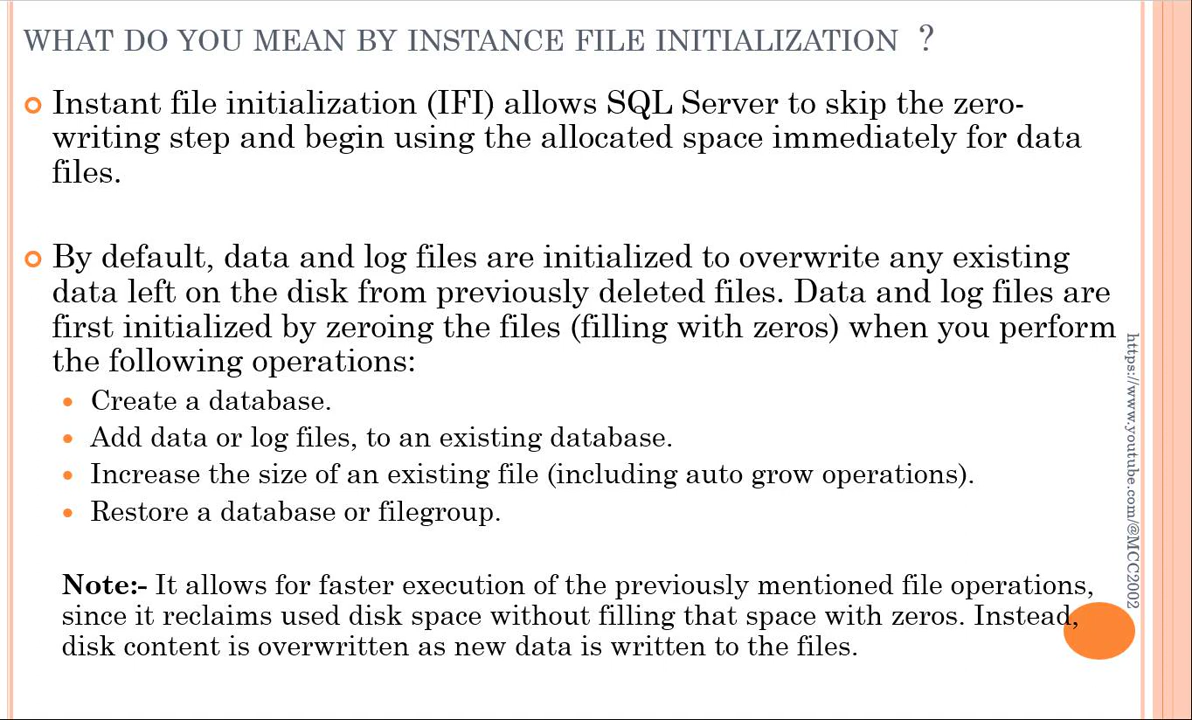 WHAT DO YOU MEAN BY INSTANCE FILE INITIALIZATION ?
Instant file initialization (IFI) allows SQL Server to skip the zero-
writing step and begin using the allocated space immediately for data
files.
By default, data and log files are initialized to overwrite any existing
data left on the disk from previously deleted files. Data and log files are
first initialized by zeroing the files (filling with zeros) when you perform
the following operations:
Create a database.
Add data or log files, to an existing database.
Increase the size of an existing file (including auto grow operations).
Restore a database or filegroup.
Note:- It allows for faster execution of the previously mentioned file operations,
since it reclaims used disk space without filling that space with zeros. Instead,
disk content is overwritten as new data is written to the files.
https://www.youtube.com/@MCC2002